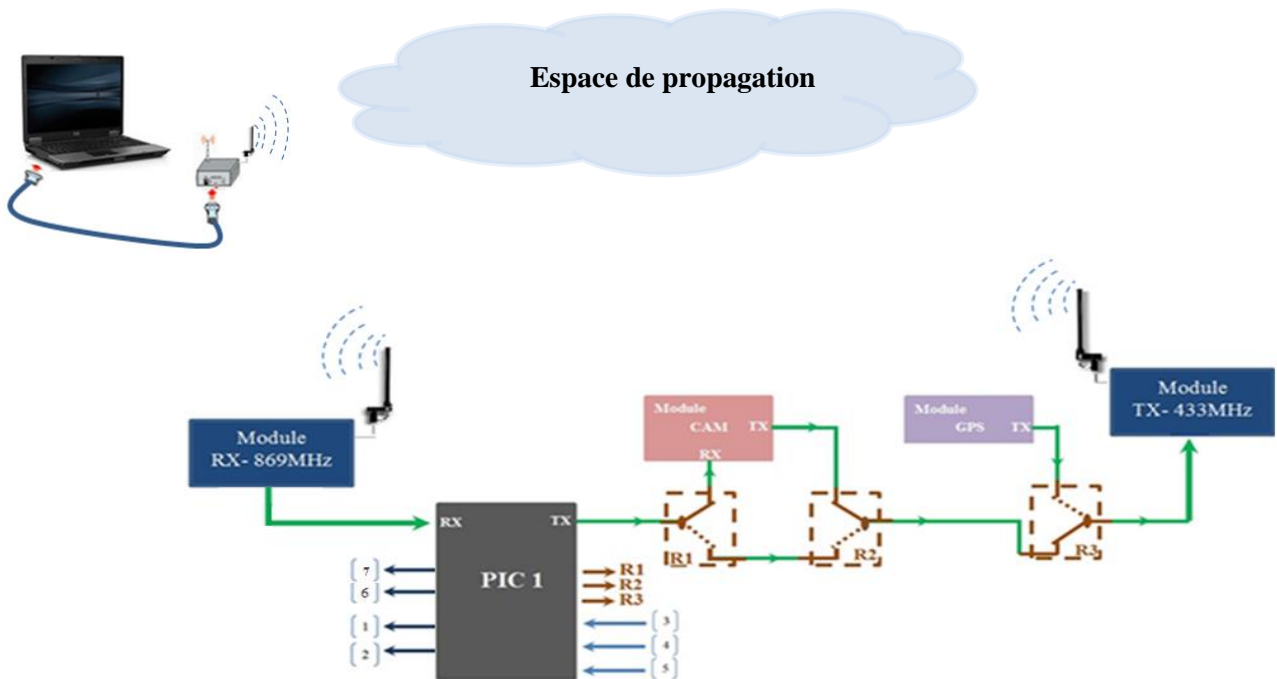 Espace de propagation
Module
RX- 869MHz
Module
CAM
TX
RX
Module
GPS
TX
Module
TX- 433MHz
RX
TX
PIC 1
R1
R2
R3
R1
R2
R3
[ 7 ]
[ 6 ]
[ 1 ]
[ 2 ]
[ 3 ]
[ 4 ]
[ 5 ]